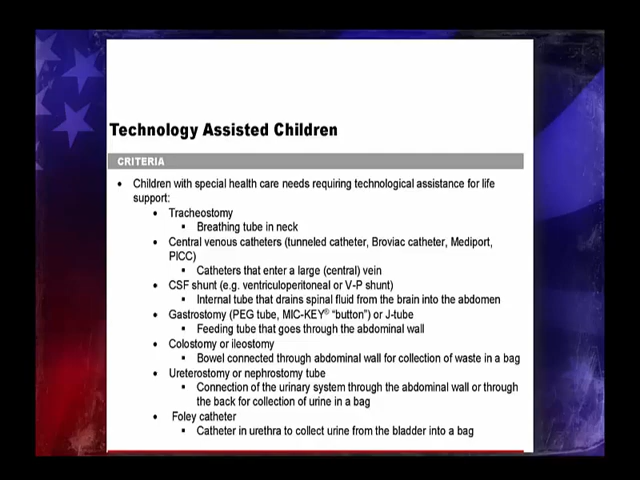 Technology Assisted Children
CRITERIA
• Children with special health care needs requiring technological assistance for life
support:
• Tracheostomy
▪ Breathing tube in neck
• Central venous catheters (tunneled catheter, Broviac catheter, Mediport,
PICC)
▪ Catheters that enter a large (central) vein
• CSF shunt (e.g. ventriculoperitoneal or V-P shunt)
▪ Internal tube that drains spinal fluid from the brain into the abdomen
• Gastrostomy (PEG tube, MIC-KEY® “button”) or J-tube
▪ Feeding tube that goes through the abdominal wall
• Colostomy or ileostomy
▪ Bowel connected through abdominal wall for collection of waste in a bag
• Ureterostomy or nephrostomy tube
▪ Connection of the urinary system through the abdominal wall or through
the back for collection of urine in a bag
• Foley catheter
▪ Catheter in urethra to collect urine from the bladder into a bag